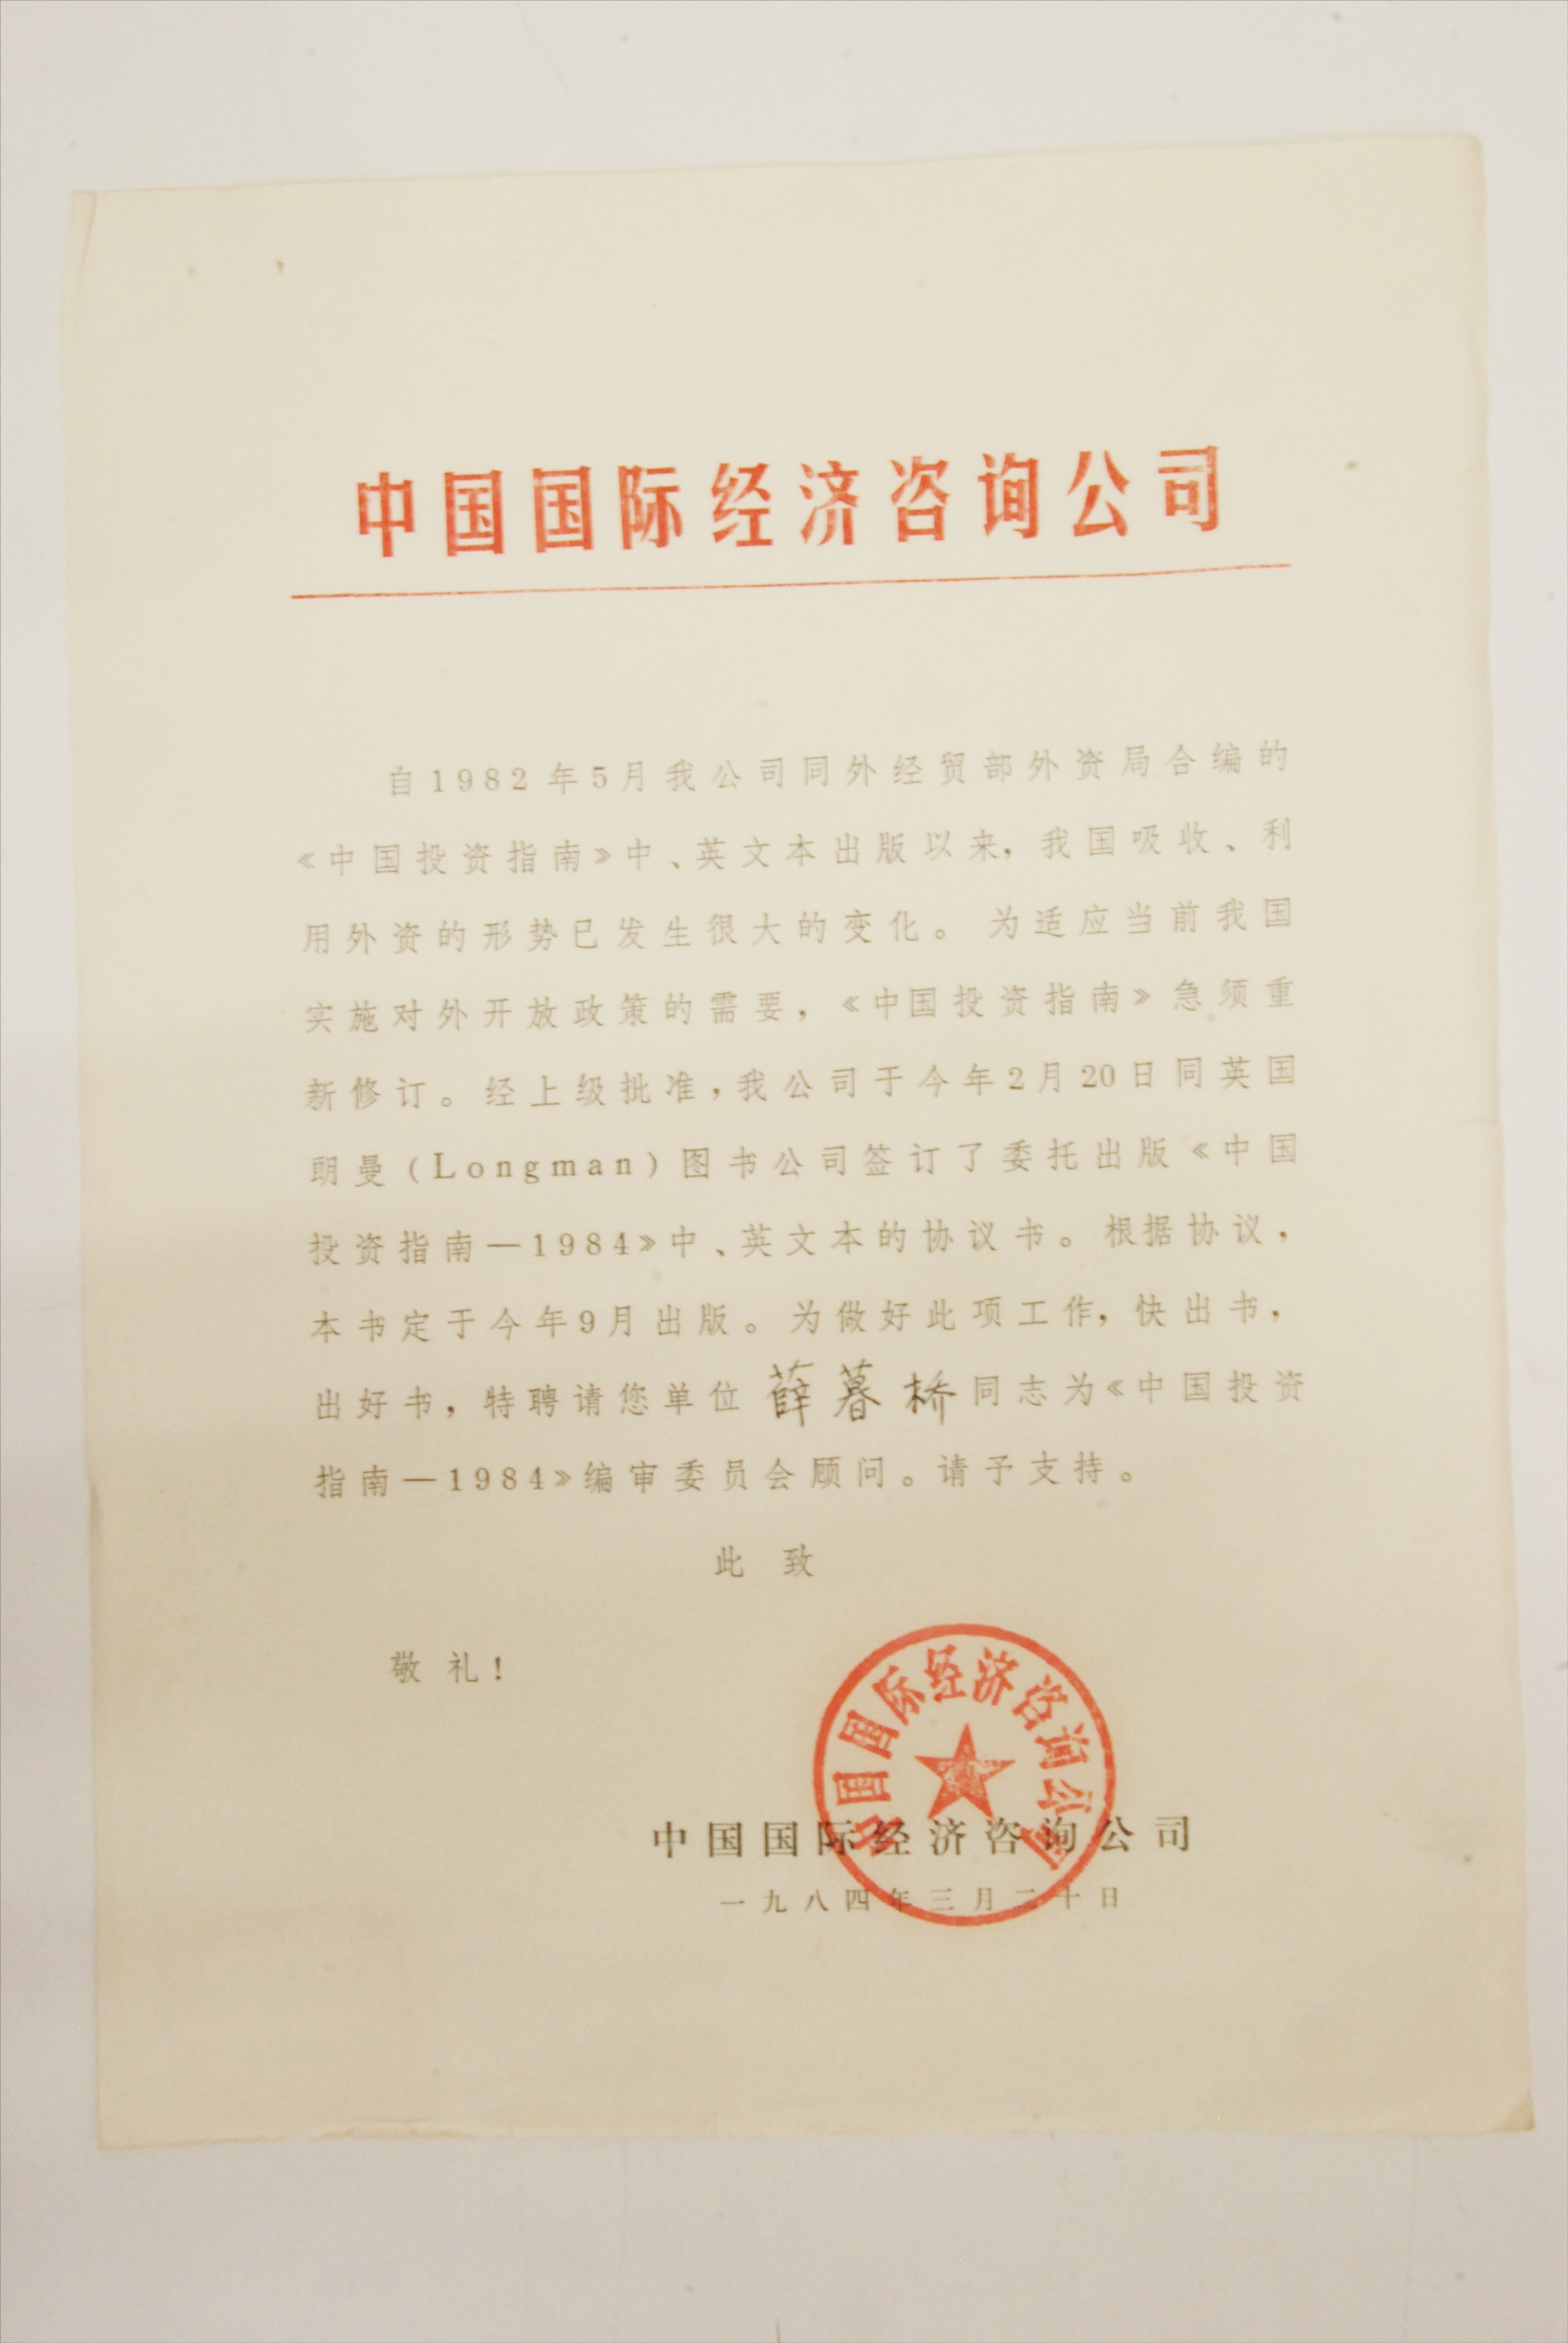 中国国际经济咨询公司
自1982年5月我公司同外经贸部外资局合编的
《中国投资指南》中、英文本出版以来,我国吸收、利
用外资的形势已发生很大的变化。为适应当前我国
实施对外开放政策的需要,《中国投资指南》急须重
新修订。经上级批准,我公司于今年2月20日同英国
朗曼(Longman)图书公司签订了委托出版《中国
投资指南—1984》中、英文本的协议书。根据协议,
本书定于今年9月出版。为做好此项工作,快出书,
出好书,特聘请您单位薛暮桥同志为《中国投资
指南—1984》编审委员会顾问。请予支持。
此致
敬礼!
中国国际经济咨询公司
中国国际经济咨询公司
一九八四年三月二十日